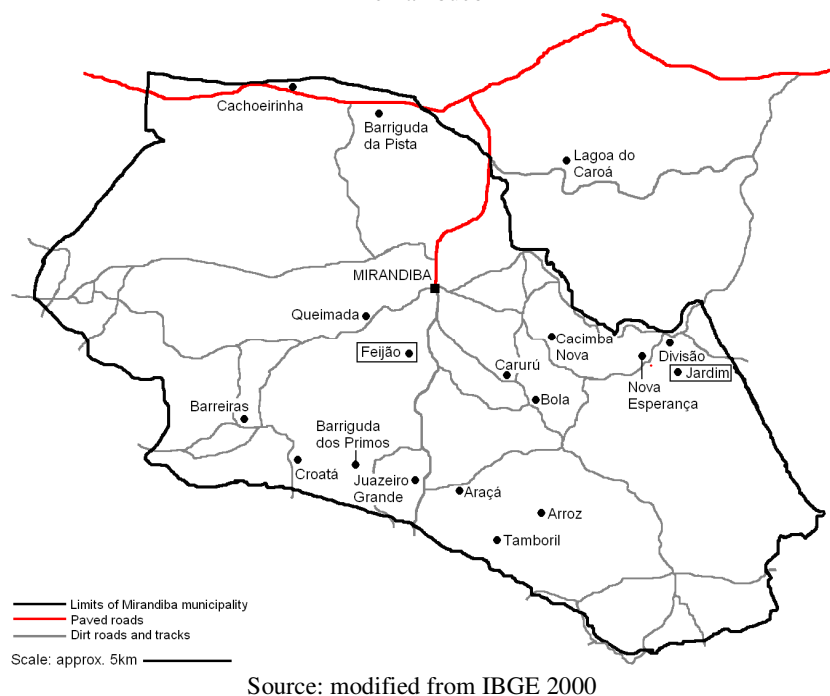 Cachoeirinha
Barriguda
da Pista
Lagoa do
Caroá
MIRANDIBA
Queimada
Feijão
Cacimba
Nova
Divisão
Jardim
Nova
Esperança
Carurú
Bola
Barreiras
Barriguda
dos Primos
Croatá
Juazeiro
Grande
Araçá
Arroz
Tamboril
Limits of Mirandiba municipality
Paved roads
Dirt roads and tracks
Scale: approx. 5km
Source: modified from IBGE 2000